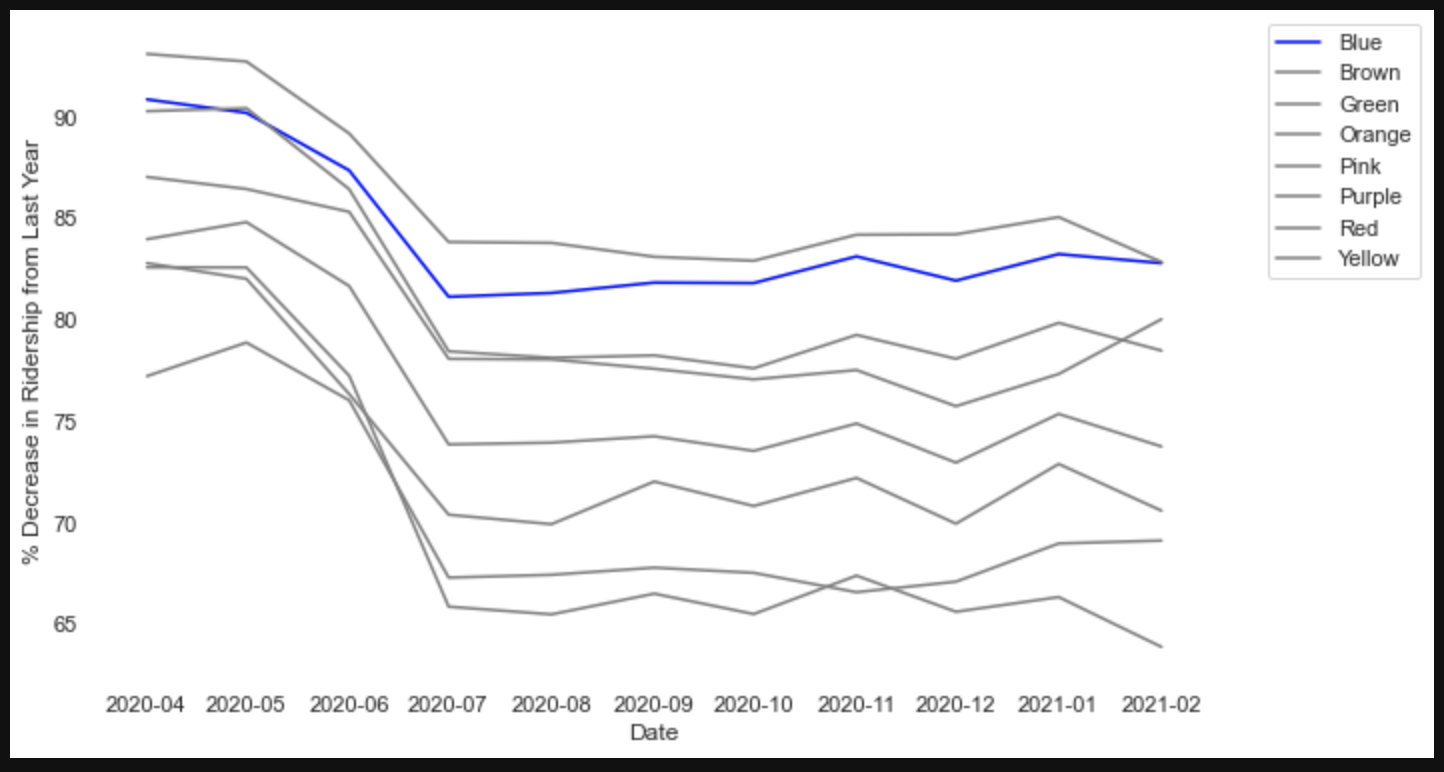 Blue
Brown
Green
Orange
Pink
Purple
Red
Yellow
% Decrease in Ridership from Last Year
90
85
80
75
70
65
2020-04 2020-05 2020-06 2020-07 2020-08 2020-09 2020-10 2020-11 2020-12 2021-01 2021-02
Date